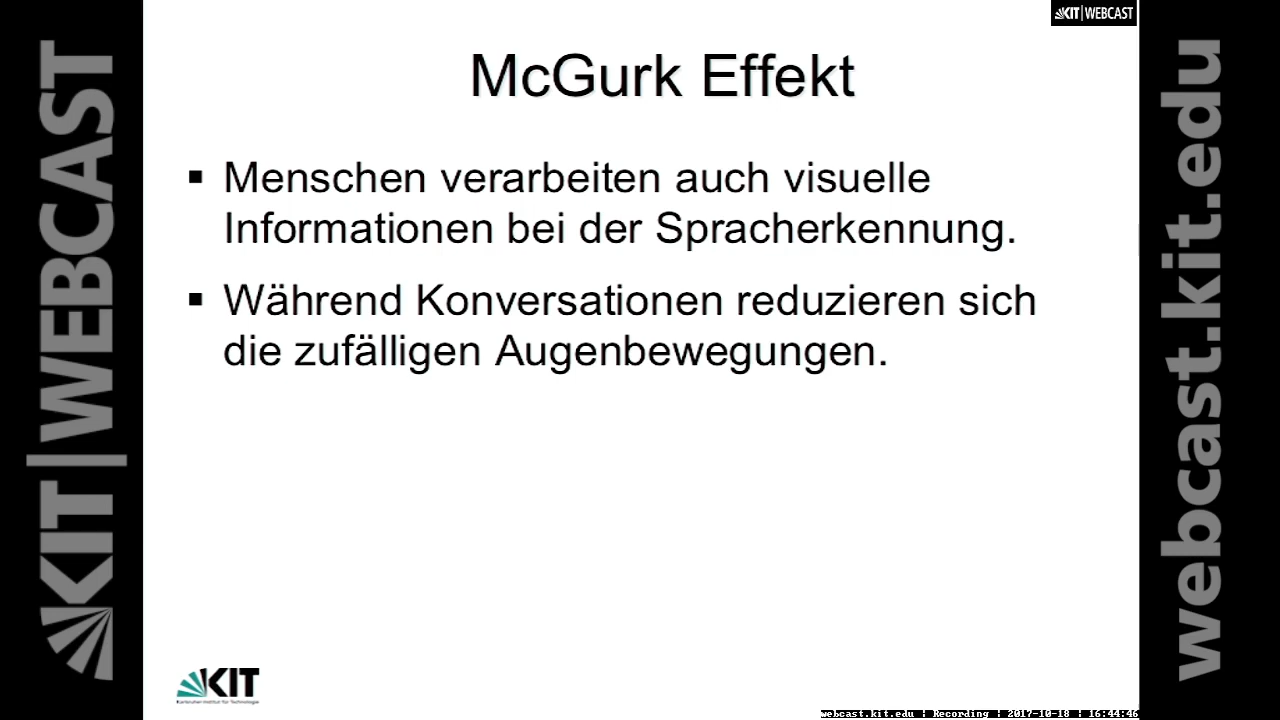 KIT|WEBCAST
McGurk Effekt
▪ Menschen verarbeiten auch visuelle
Informationen bei der Spracherkennung.
▪ Während Konversationen reduzieren sich
die zufälligen Augenbewegungen.
KIT
Karlsruher Institut für Technologie
webcast.kit.edu | Recording | 2017-10-18 | 16:44:46
KIT|WEBCAST
webcast.kit.edu